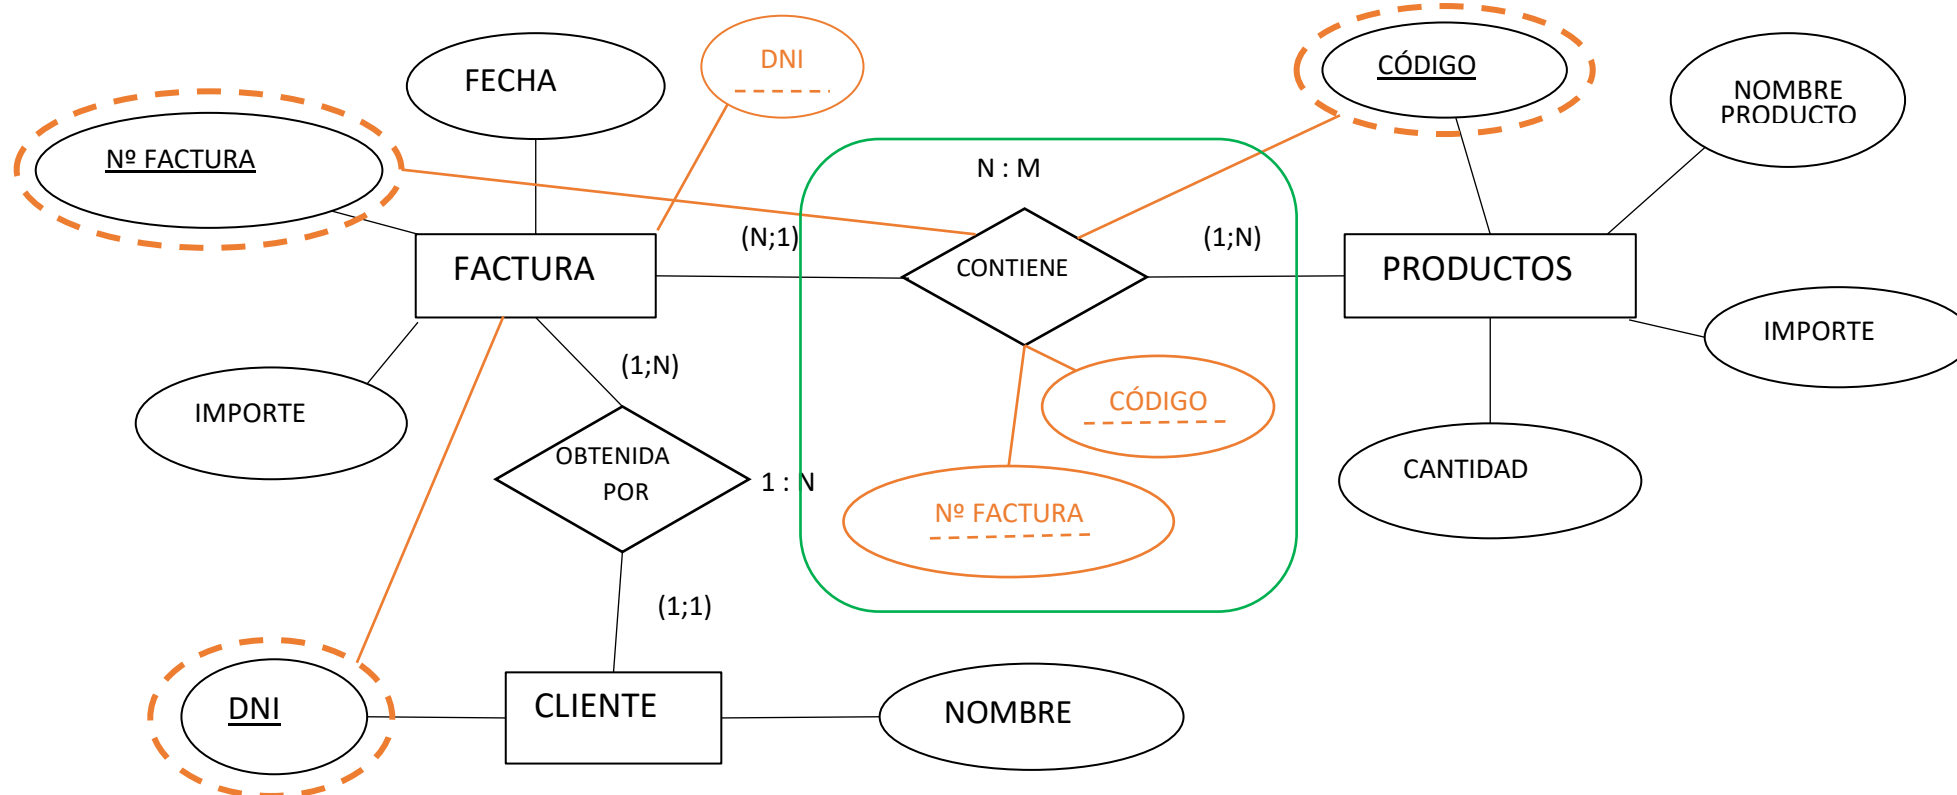 FECHA
DNI
CÓDIGO
NOMBRE
PRODUCTO
Nº FACTURA
N : M
(N;1)
(1;N)
FACTURA
CONTIENE
PRODUCTOS
IMPORTE
(1;N)
IMPORTE
CÓDIGO
OBTENIDA
POR
1 : N
CANTIDAD
Nº FACTURA
(1;1)
DNI
CLIENTE
NOMBRE